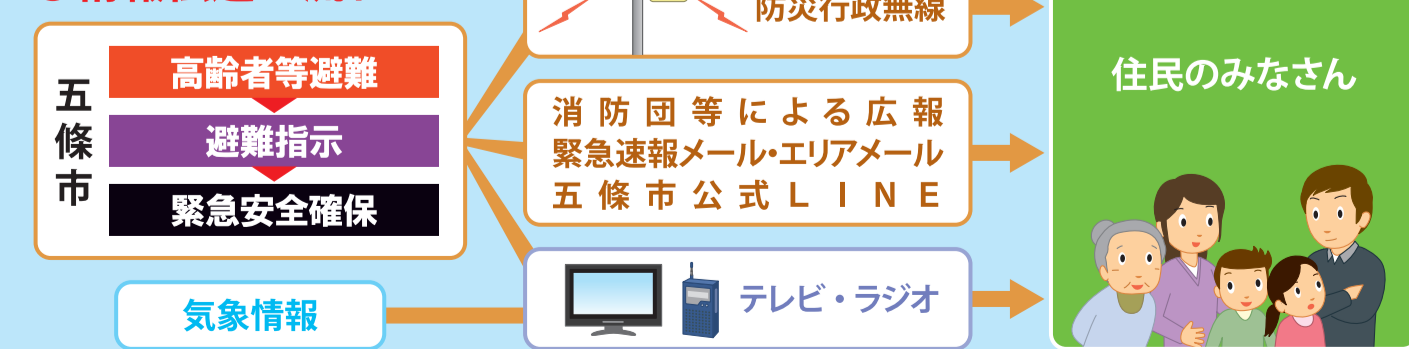 防災行政無線
五條市
高齢者等避難
避難指示
緊急安全確保
消防団等による広報
緊急速報メール・エリアメール
五條市公式LINE
住民のみなさん
気象情報
テレビ・ラジオ